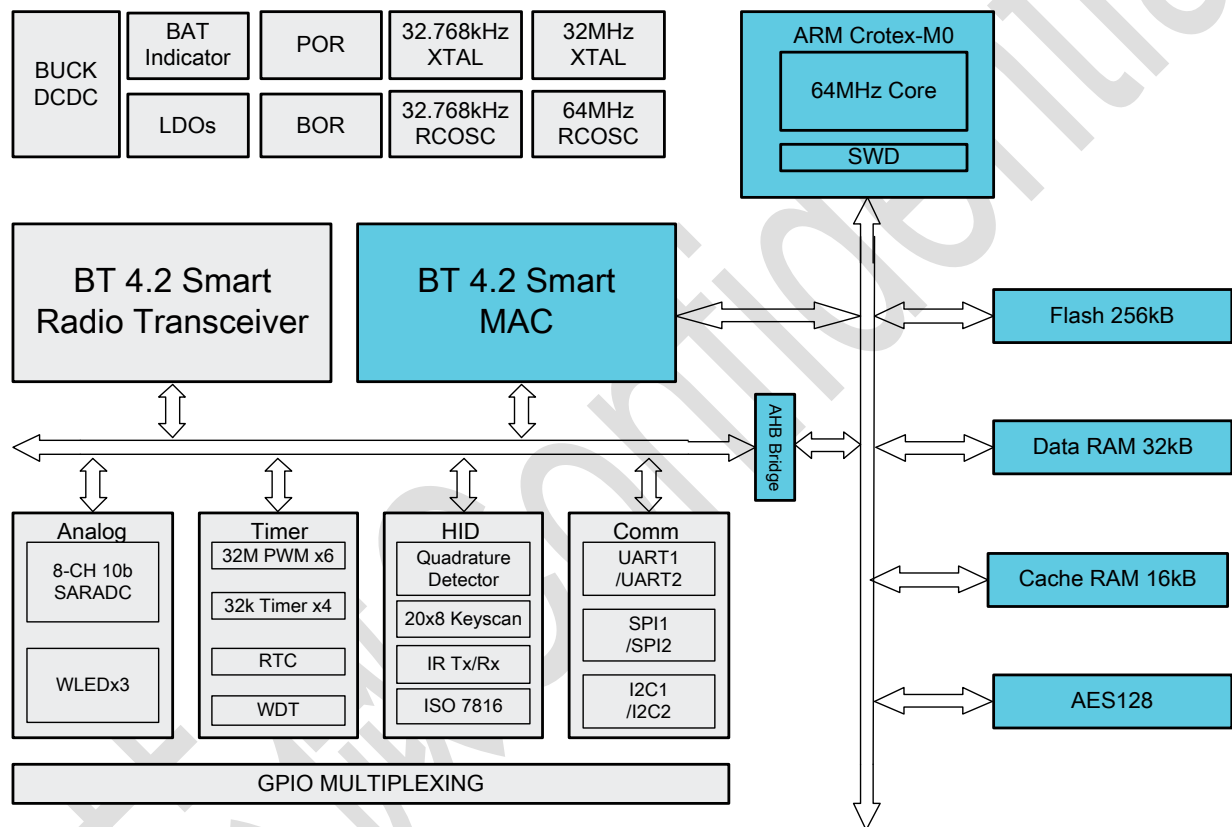 BUCK
DCDC
BAT
Indicator
POR
32.768kHz
XTAL
32MHz
XTAL
LDOs
BOR
32.768kHz
RCOSC
64MHz
RCOSC
ARM Crotex-M0
64MHz Core
SWD
BT 4.2 Smart
Radio Transceiver
BT 4.2 Smart
MAC
Flash 256kB
AHB Bridge
Data RAM 32kB
Cache RAM 16kB
AES128
Analog
8-CH 10b
SARADC
WLEDx3
Timer
32M PWM x6
32k Timer x4
RTC
WDT
HID
Quadrature
Detector
20x8 Keyscan
IR Tx/Rx
ISO 7816
Comm
UART1
/UART2
SPI1
/SPI2
I2C1
/I2C2
GPIO MULTIPLEXING